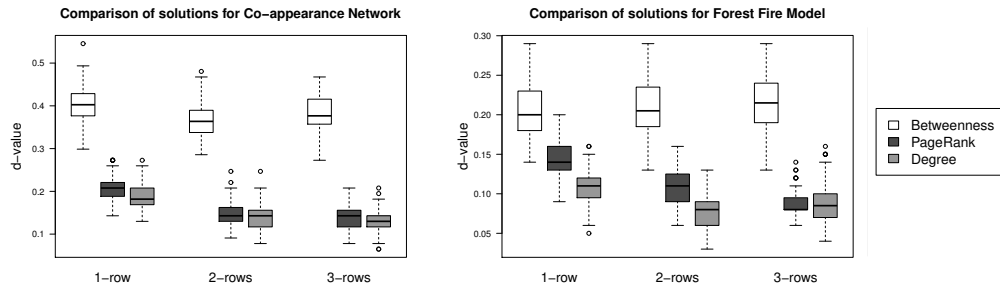 Comparison of solutions for Co-appearance Network
d-value
0.5
0.4
0.3
0.2
0.1
1-row
2-rows
3-rows
Comparison of solutions for Forest Fire Model
d-value
0.30
0.25
0.20
0.15
0.10
0.05
1-row
2-rows
3-rows
Betweenness
PageRank
Degree